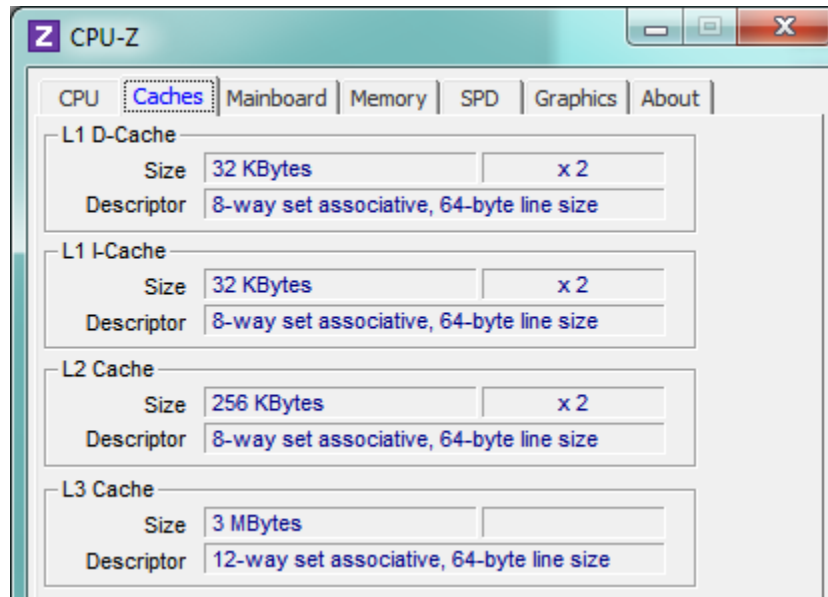 Z CPU-Z
CPU Caches Mainboard Memory SPD Graphics About
L1 D-Cache
Size 32 KBytes x 2
Descriptor 8-way set associative, 64-byte line size
L1 I-Cache
Size 32 KBytes x 2
Descriptor 8-way set associative, 64-byte line size
L2 Cache
Size 256 KBytes x 2
Descriptor 8-way set associative, 64-byte line size
L3 Cache
Size 3 MBytes
Descriptor 12-way set associative, 64-byte line size